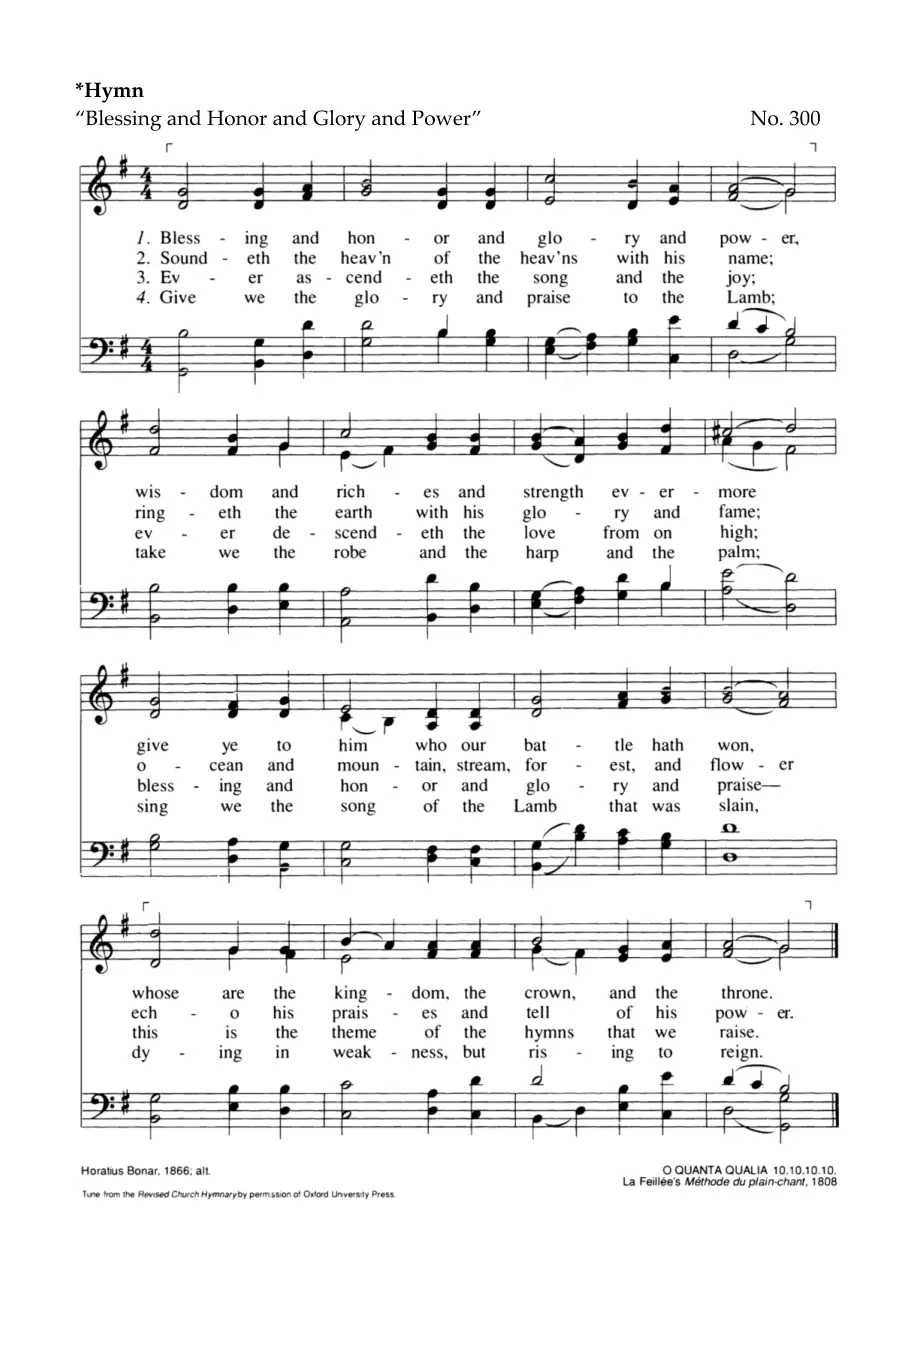 *Hymn
“Blessing and Honor and Glory and Power” No. 300
1. Bless - ing and hon - or and glo - ry and pow - er,
2. Sound - eth the heav’n of the heav’ns with his name;
3. Ev - er as - cend - eth the song and the joy;
4. Give we the glo - ry and praise to the Lamb;
wis - dom and rich - es and strength ev - er - more
ring - eth the earth with his glo - ry and fame;
ev - er de - scend - eth the love from on high;
take we the robe and the harp and the palm;
give ye to him who our bat - tle hath won,
o - cean and moun - tain, stream, for - est, and flow - er
bless - ing and hon - or and glo - ry and praise—
sing we the song of the Lamb that was slain,
whose are the king - dom, the crown, and the throne.
ech - o his prais - es and tell of his pow - er.
this is the theme of the hymns that we raise.
dy - ing in weak - ness, but ris - ing to reign.
Horatius Bonar, 1866; alt. O QUANTA QUALIA 10.10.10.10.
La Feillée's Méthode du plain-chant, 1808
Tune from the Revised Church Hymnary by permission of Oxford University Press.